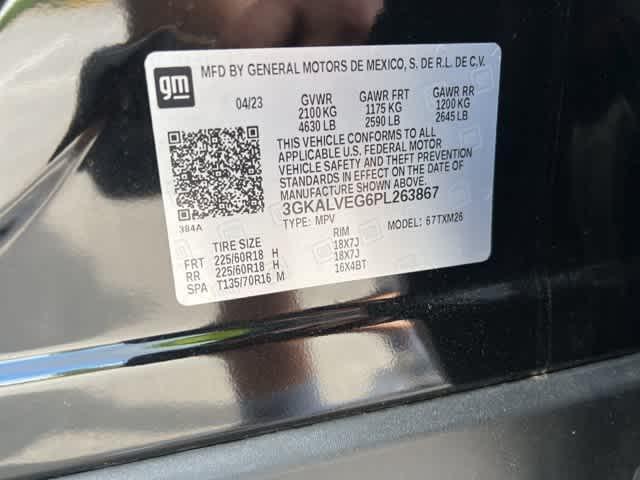 gm
MFD BY GENERAL MOTORS DE MEXICO, S. DE R.L. DE C.V.
04/23 GVWR GAWR FRT GAWR RR
2100 KG 1175 KG 1200 KG
4630 LB 2590 LB 2645 LB
THIS VEHICLE CONFORMS TO ALL
APPLICABLE U.S. FEDERAL MOTOR
VEHICLE SAFETY AND THEFT PREVENTION
STANDARDS IN EFFECT ON THE DATE OF
MANUFACTURE SHOWN ABOVE.
3GKALVEG6PL263867
384A TYPE: MPV MODEL: 67TXM26
TIRE SIZE RIM
FRT 225/60R18 H 18X7J
RR 225/60R18 H 18X7J
SPA T135/70R16 M 16X4BT